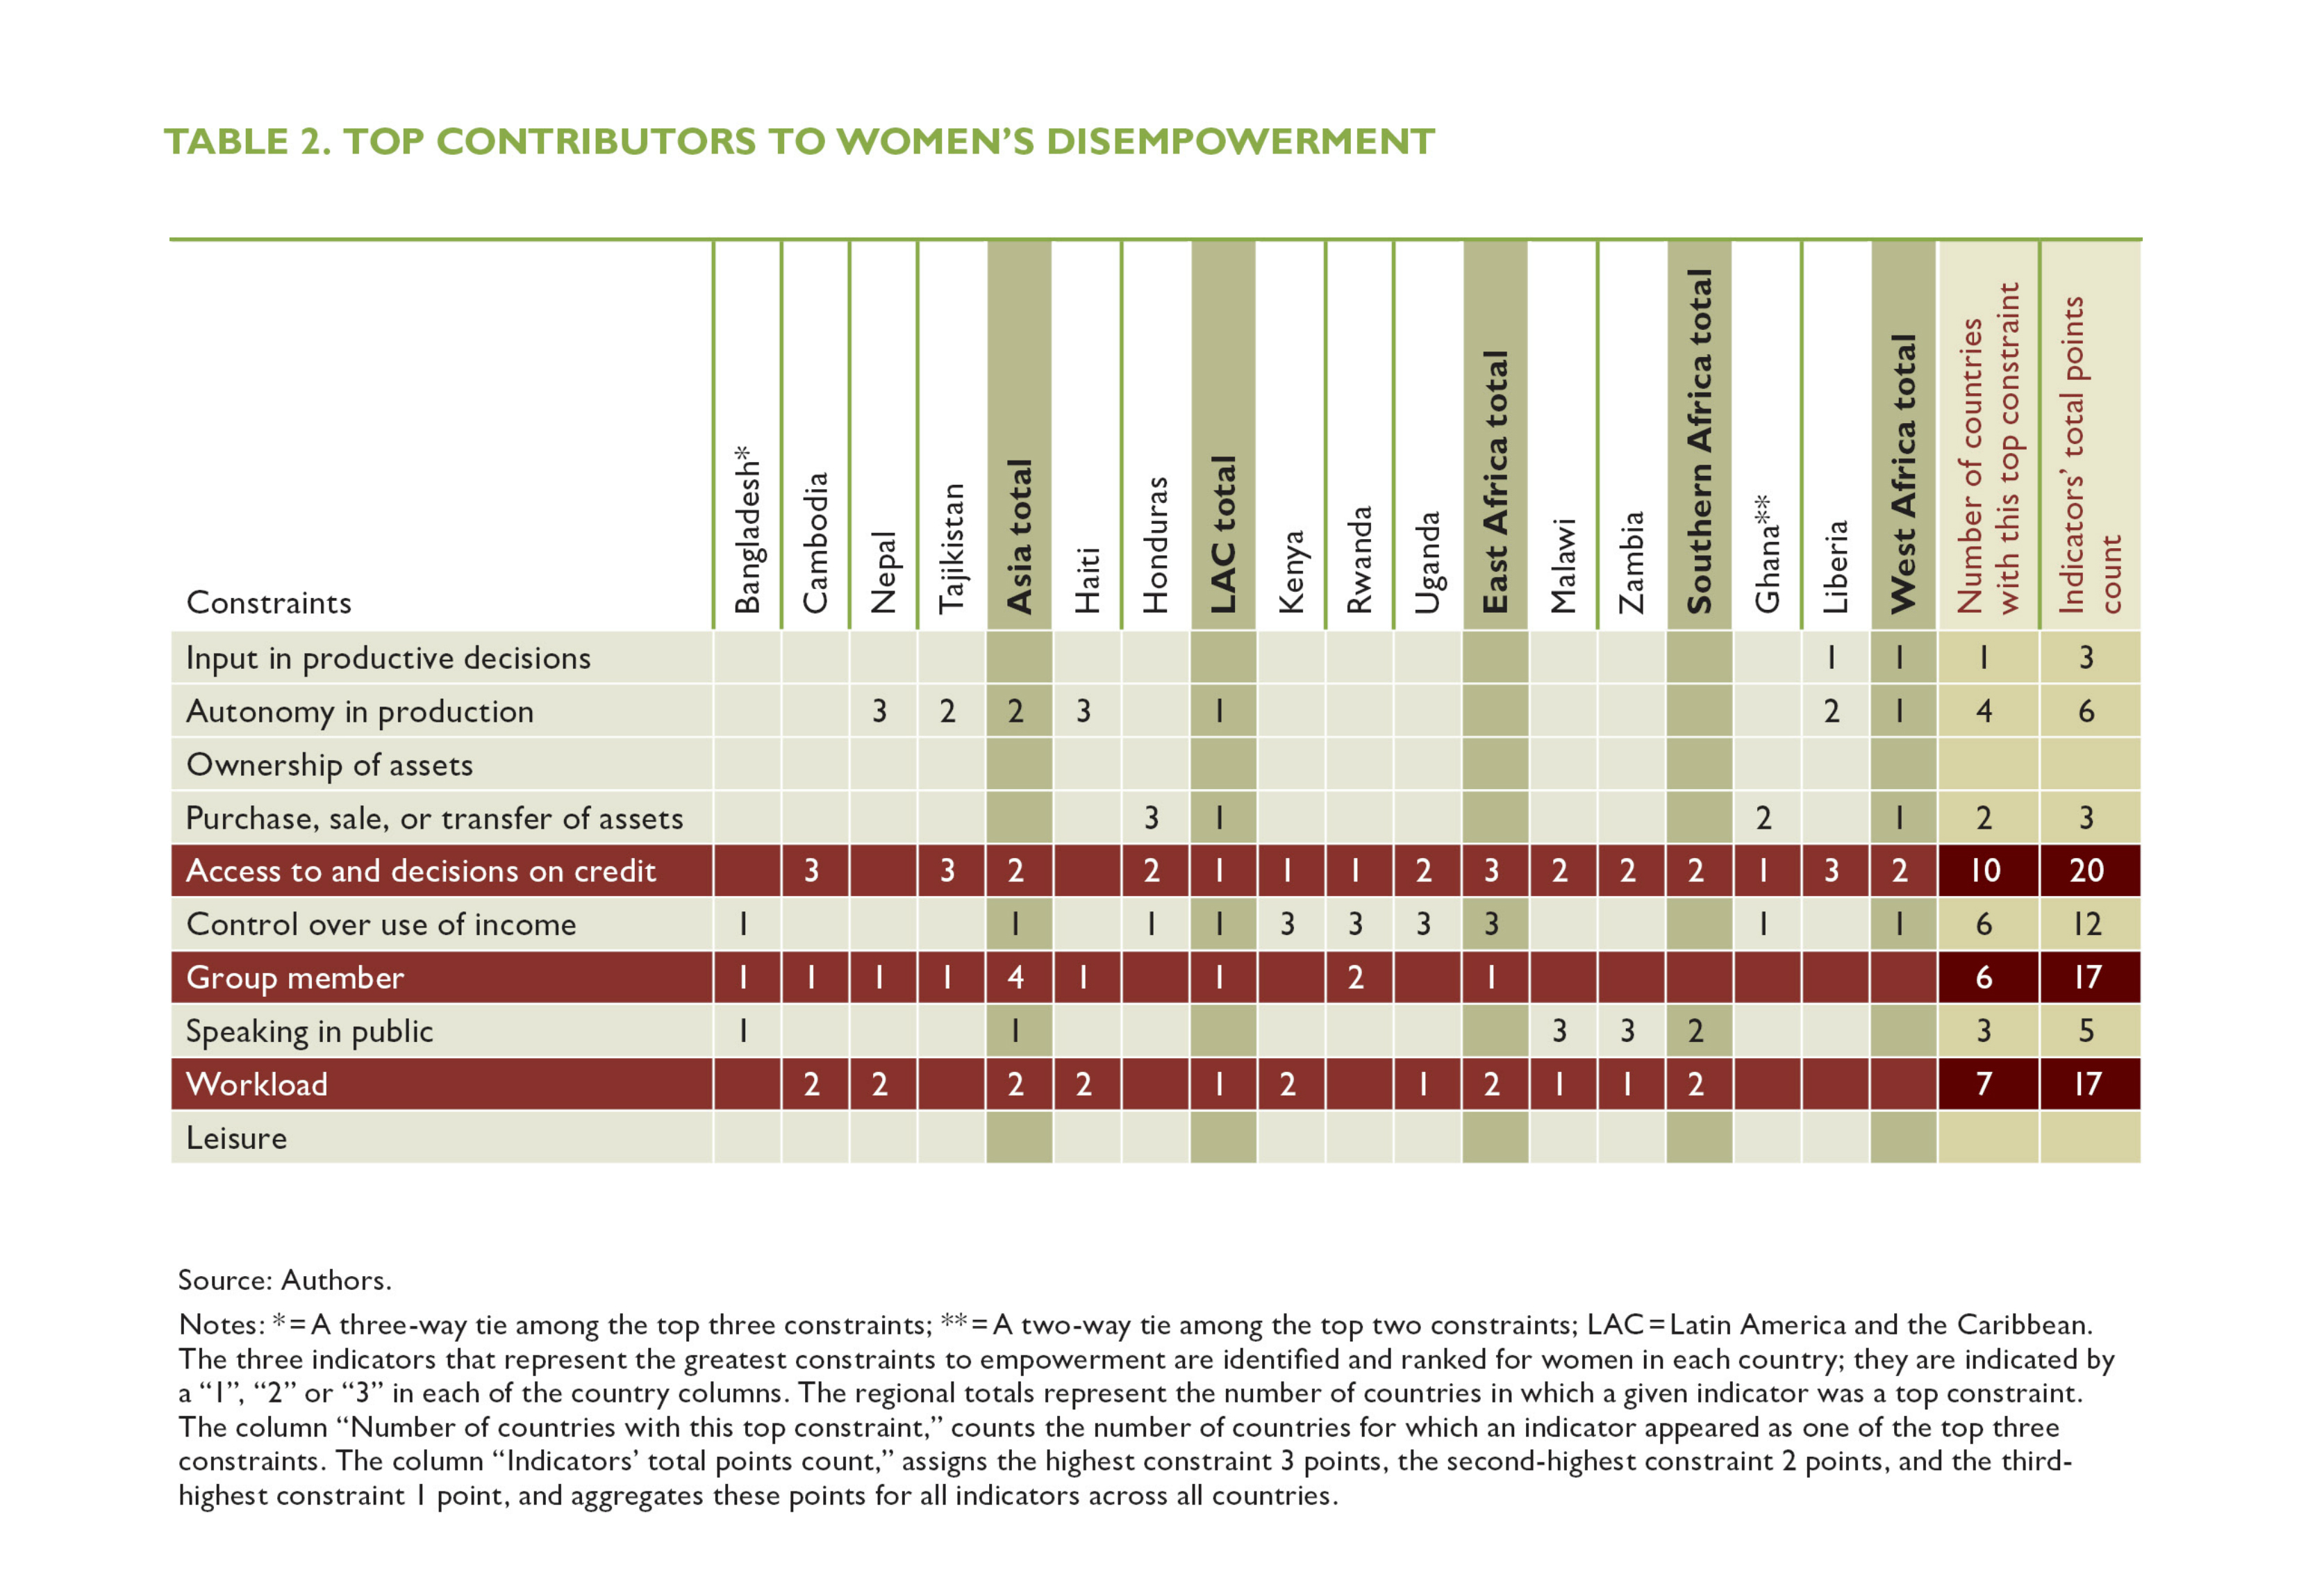 TABLE 2. TOP CONTRIBUTORS TO WOMEN’S DISEMPOWERMENT
Constraints Bangladesh* Cambodia Nepal Tajikistan Asia total Haiti Honduras LAC total Kenya Rwanda Uganda East Africa total Malawi Zambia Southern Africa total Ghana** Liberia West Africa total Number of countries with this top constraint Indicators’ total points count
Input in productive decisions 1 1 1 3
Autonomy in production 3 2 2 3 1 2 1 4 6
Ownership of assets
Purchase, sale, or transfer of assets 3 1 2 1 2 3
Access to and decisions on credit 3 3 2 2 1 1 1 2 3 2 2 2 1 3 2 10 20
Control over use of income 1 1 1 1 3 3 3 3 1 1 6 12
Group member 1 1 1 1 4 1 1 2 1 6 17
Speaking in public 1 1 3 3 2 3 5
Workload 2 2 2 2 1 2 1 2 1 1 2 7 17
Leisure
Source: Authors.
Notes: * = A three-way tie among the top three constraints; ** = A two-way tie among the top two constraints; LAC = Latin America and the Caribbean.
The three indicators that represent the greatest constraints to empowerment are identified and ranked for women in each country; they are indicated by
a “1”, “2” or “3” in each of the country columns. The regional totals represent the number of countries in which a given indicator was a top constraint.
The column “Number of countries with this top constraint,” counts the number of countries for which an indicator appeared as one of the top three
constraints. The column “Indicators’ total points count,” assigns the highest constraint 3 points, the second-highest constraint 2 points, and the third-
highest constraint 1 point, and aggregates these points for all indicators across all countries.